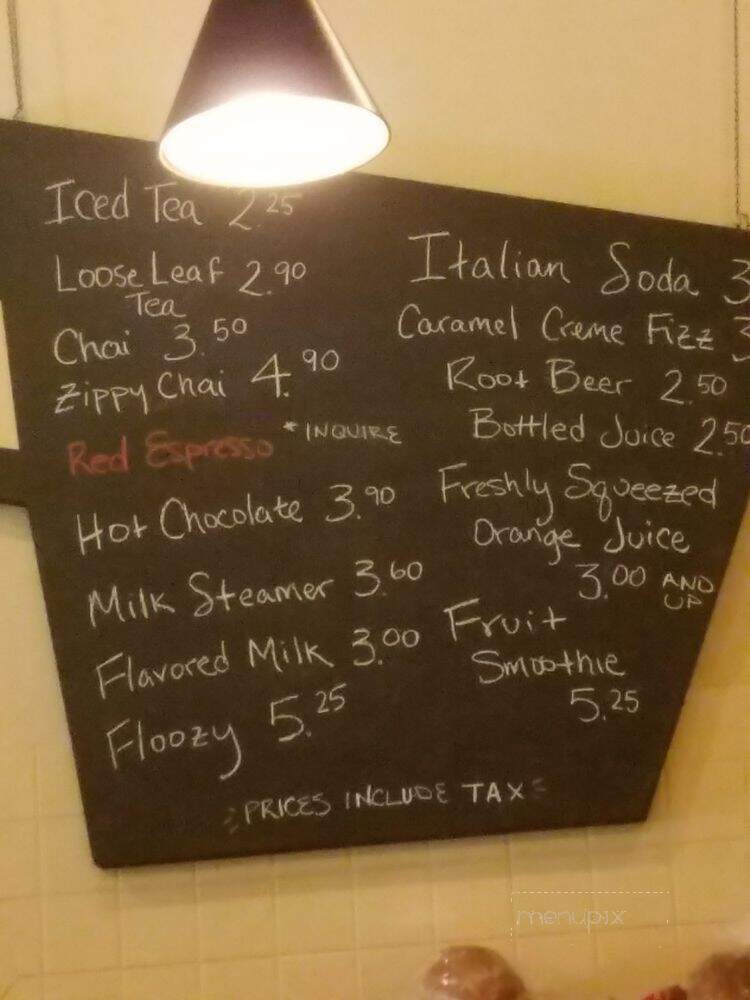 Iced Tea 2.25
Loose Leaf 2.90
Tea
Chai 3.50
Zippy Chai 4.90
Red Espresso *INQUIRE
Hot Chocolate 3.90
Milk Steamer 3.60
Flavored Milk 3.00
Floozy 5.25
Italian Soda 3
Caramel Creme Fizz 3
Root Beer 2.50
Bottled Juice 2.50
Freshly Squeezed
Orange Juice
3.00 AND
UP
Fruit
Smoothie
5.25
PRICES INCLUDE TAX
menupix